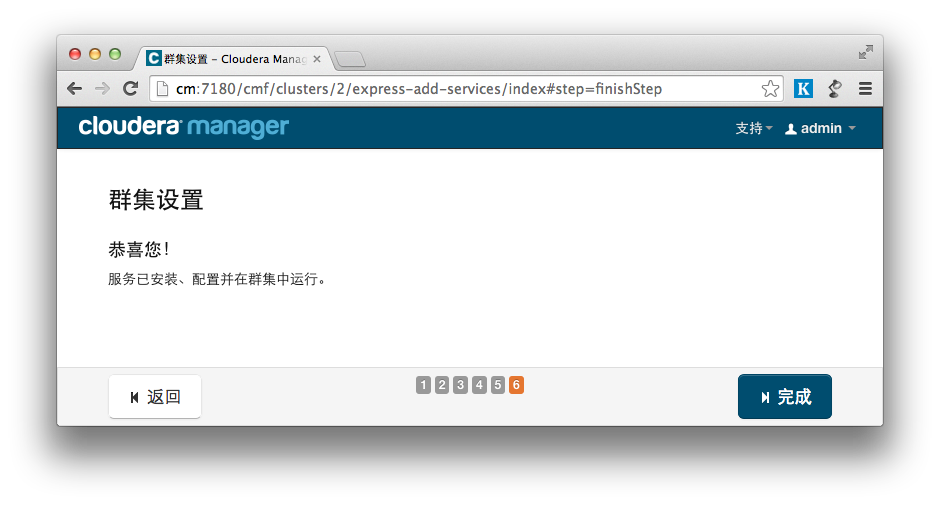 群集设置 – Cloudera Manag
cm:7180/cmf/clusters/2/express-add-services/index#step=finishStep
K
cloudera manager
支持 admin
群集设置
恭喜您！
服务已安装、配置并在群集中运行。
返回
1 2 3 4 5 6
完成